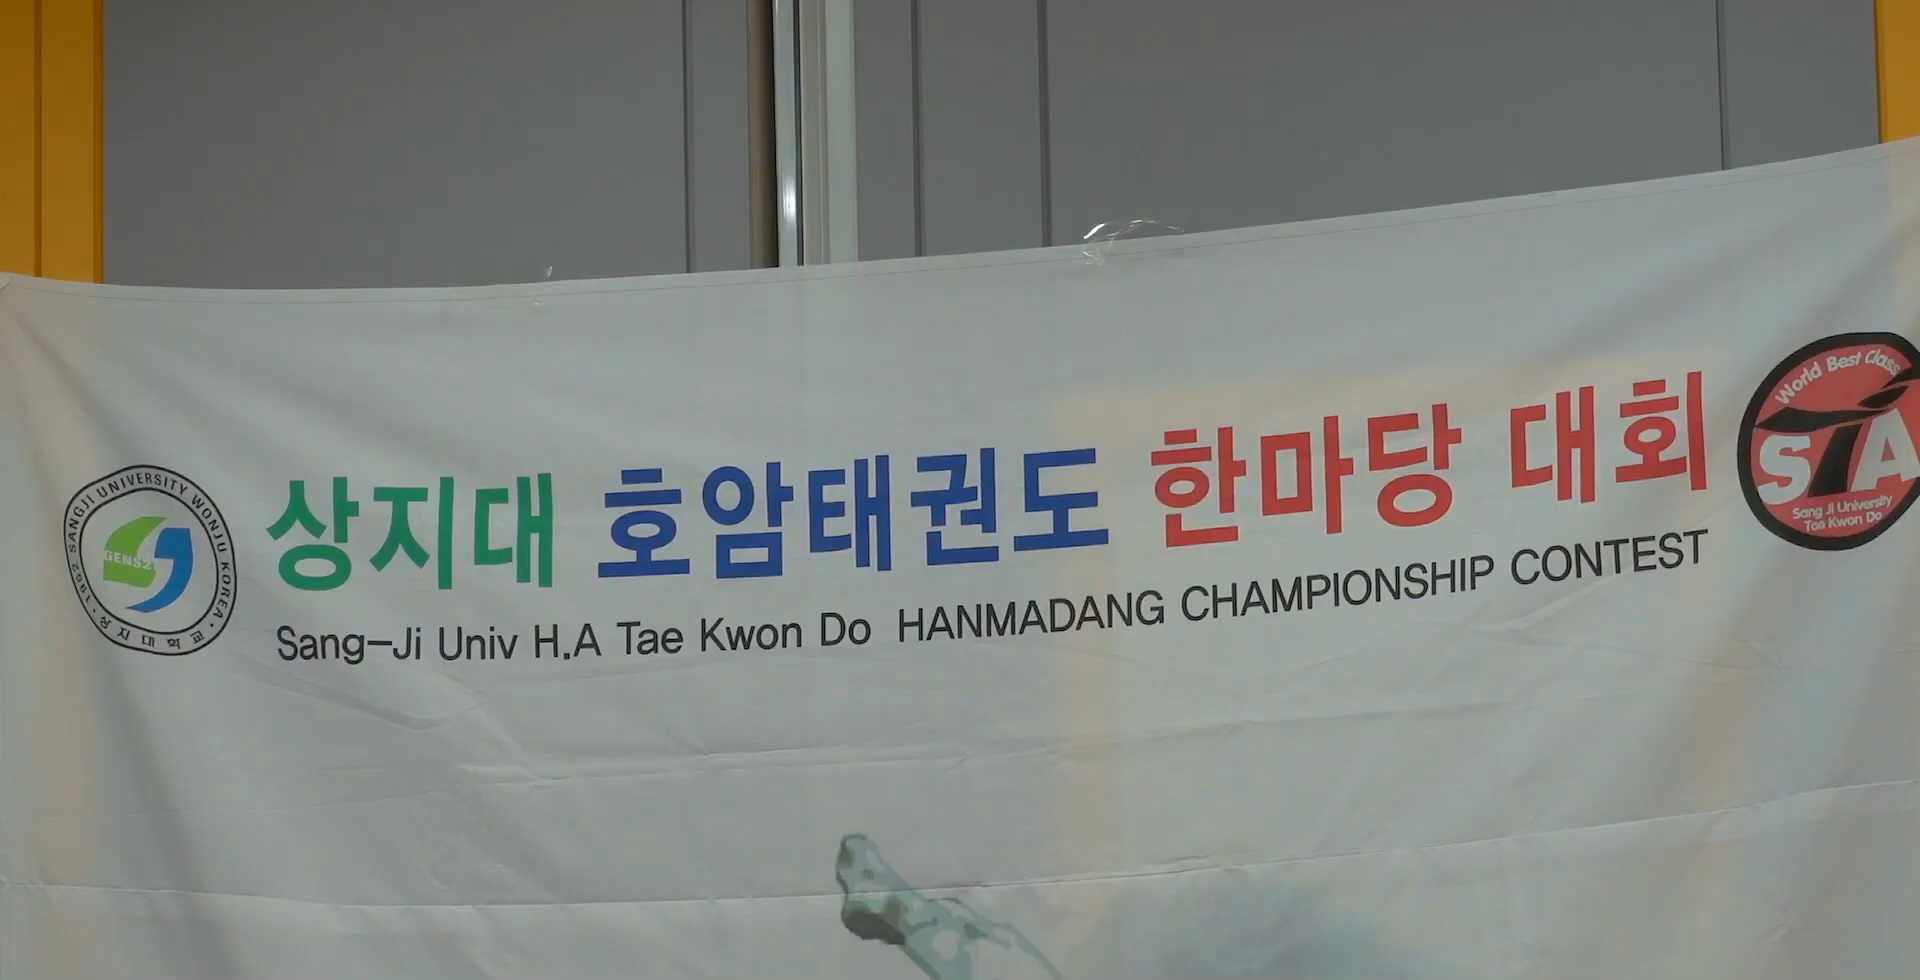 상지대 호암태권도 한마당 대회
Sang-Ji Univ H.A Tae Kwon Do HANMADANG CHAMPIONSHIP CONTEST
SANGJI UNIVERSITY WONJU KOREA · 상지대학교 · 1962
GENS21
World Best Class
STA
Sang Ji University
Tae Kwon Do